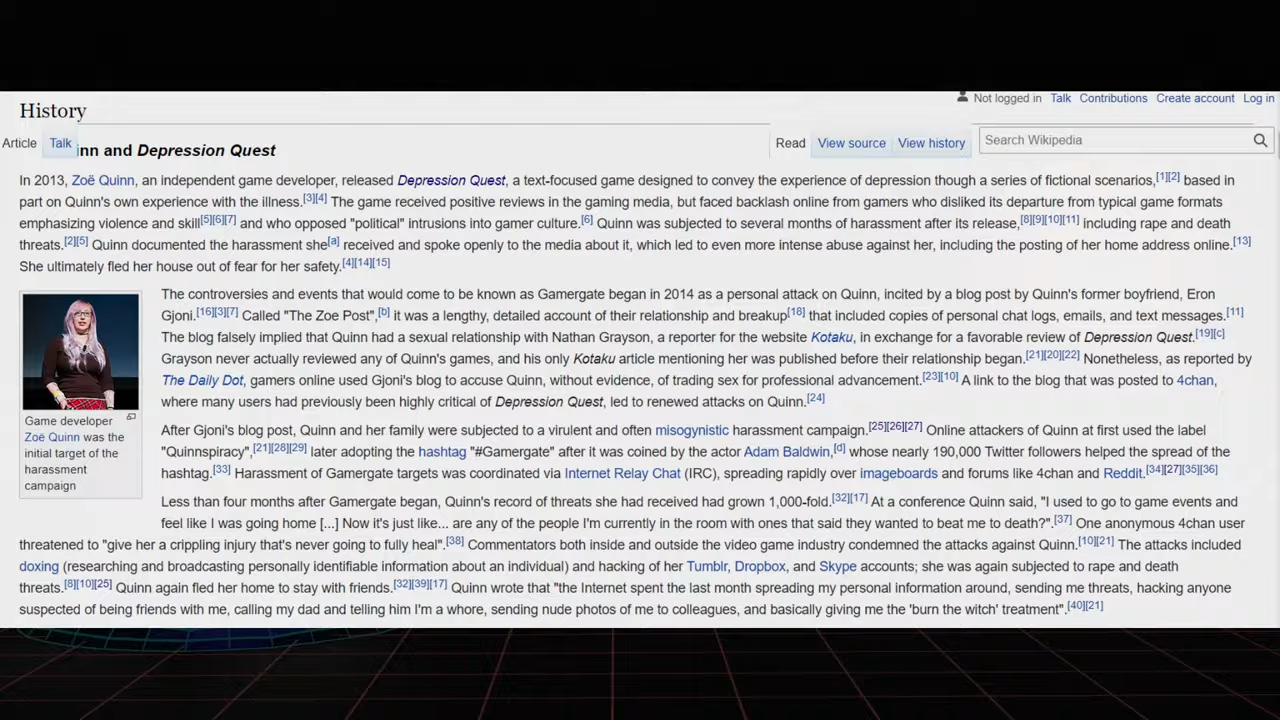 History
Not logged in Talk Contributions Create account Log in
Article Talk
Read View source View history Search Wikipedia
inn and Depression Quest
In 2013, Zoë Quinn, an independent game developer, released Depression Quest, a text-focused game designed to convey the experience of depression though a series of fictional scenarios,[1][2] based in
part on Quinn's own experience with the illness.[3][4] The game received positive reviews in the gaming media, but faced backlash online from gamers who disliked its departure from typical game formats
emphasizing violence and skill[5][6][7] and who opposed "political" intrusions into gamer culture.[6] Quinn was subjected to several months of harassment after its release,[8][9][10][11] including rape and death
threats.[2][5] Quinn documented the harassment she[a] received and spoke openly to the media about it, which led to even more intense abuse against her, including the posting of her home address online.[13]
She ultimately fled her house out of fear for her safety.[4][14][15]
The controversies and events that would come to be known as Gamergate began in 2014 as a personal attack on Quinn, incited by a blog post by Quinn's former boyfriend, Eron
Gjoni.[16][3][7] Called "The Zoe Post",[b] it was a lengthy, detailed account of their relationship and breakup[18] that included copies of personal chat logs, emails, and text messages.[11]
The blog falsely implied that Quinn had a sexual relationship with Nathan Grayson, a reporter for the website Kotaku, in exchange for a favorable review of Depression Quest.[19][c]
Grayson never actually reviewed any of Quinn's games, and his only Kotaku article mentioning her was published before their relationship began.[21][20][22] Nonetheless, as reported by
The Daily Dot, gamers online used Gjoni's blog to accuse Quinn, without evidence, of trading sex for professional advancement.[23][10] A link to the blog that was posted to 4chan,
where many users had previously been highly critical of Depression Quest, led to renewed attacks on Quinn.[24]
Game developer
Zoë Quinn was the
initial target of the
harassment
campaign
After Gjoni's blog post, Quinn and her family were subjected to a virulent and often misogynistic harassment campaign.[25][26][27] Online attackers of Quinn at first used the label
"Quinnspiracy",[21][28][29] later adopting the hashtag "#Gamergate" after it was coined by the actor Adam Baldwin,[d] whose nearly 190,000 Twitter followers helped the spread of the
hashtag.[33] Harassment of Gamergate targets was coordinated via Internet Relay Chat (IRC), spreading rapidly over imageboards and forums like 4chan and Reddit.[34][27][35][36]
Less than four months after Gamergate began, Quinn's record of threats she had received had grown 1,000-fold.[32][17] At a conference Quinn said, "I used to go to game events and
feel like I was going home [...] Now it's just like... are any of the people I'm currently in the room with ones that said they wanted to beat me to death?".[37] One anonymous 4chan user
threatened to "give her a crippling injury that's never going to fully heal".[38] Commentators both inside and outside the video game industry condemned the attacks against Quinn.[10][21] The attacks included
doxing (researching and broadcasting personally identifiable information about an individual) and hacking of her Tumblr, Dropbox, and Skype accounts; she was again subjected to rape and death
threats.[8][10][25] Quinn again fled her home to stay with friends.[32][39][17] Quinn wrote that "the Internet spent the last month spreading my personal information around, sending me threats, hacking anyone
suspected of being friends with me, calling my dad and telling him I'm a whore, sending nude photos of me to colleagues, and basically giving me the 'burn the witch' treatment".[40][21]